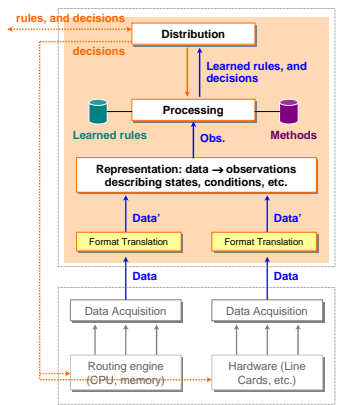 rules, and decisions
Distribution
decisions
Learned rules, and
decisions
Processing
Learned rules
Methods
Obs.
Representation: data → observations
describing states, conditions, etc.
Data’
Data’
Format Translation
Format Translation
Data
Data
Data Acquisition
Data Acquisition
Routing engine
(CPU, memory)
Hardware (Line
Cards, etc.)